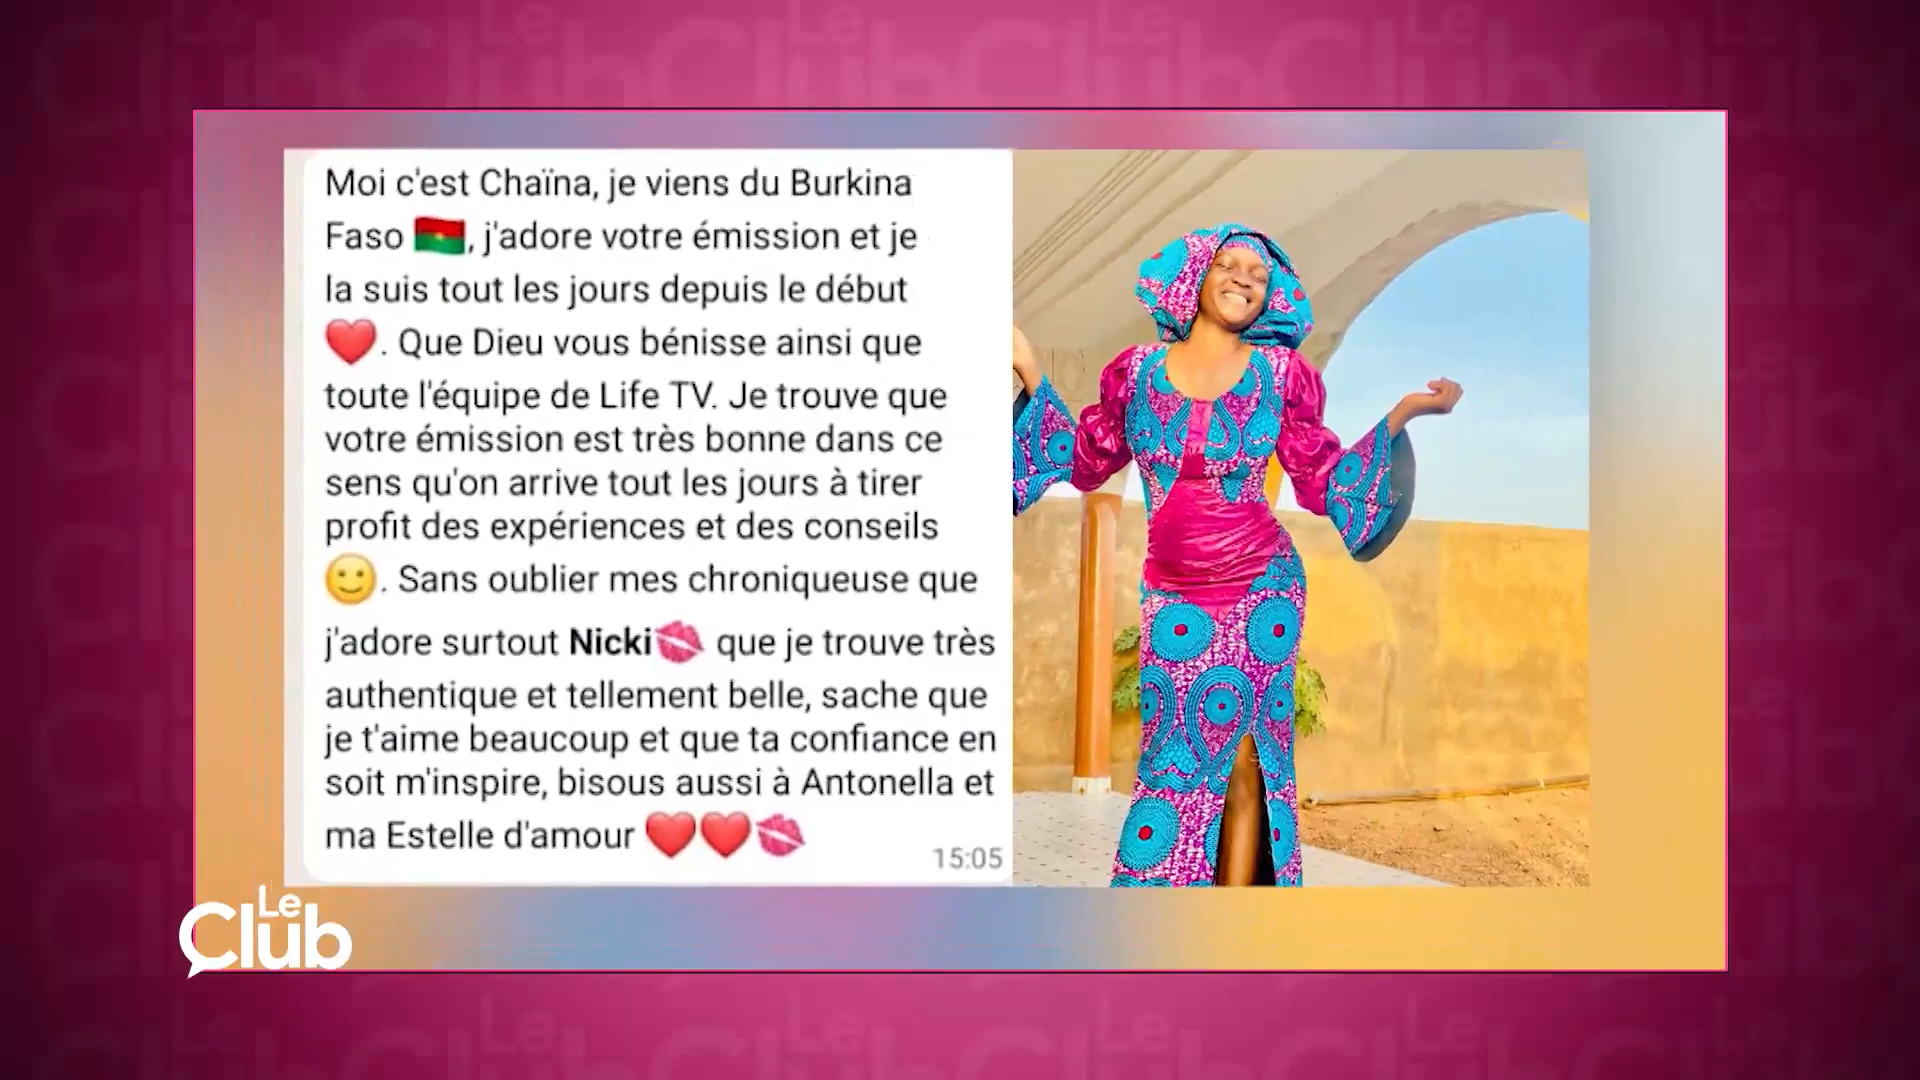 Moi c'est Chaïna, je viens du Burkina
Faso 🇧🇫, j'adore votre émission et je
la suis tout les jours depuis le début
❤️. Que Dieu vous bénisse ainsi que
toute l'équipe de Life TV. Je trouve que
votre émission est très bonne dans ce
sens qu'on arrive tout les jours à tirer
profit des expériences et des conseils
🙂. Sans oublier mes chroniqueuse que
j'adore surtout Nicki💋 que je trouve très
authentique et tellement belle, sache que
je t'aime beaucoup et que ta confiance en
soit m'inspire, bisous aussi à Antonella et
ma Estelle d'amour ❤️❤️💋
15:05
Le
Club